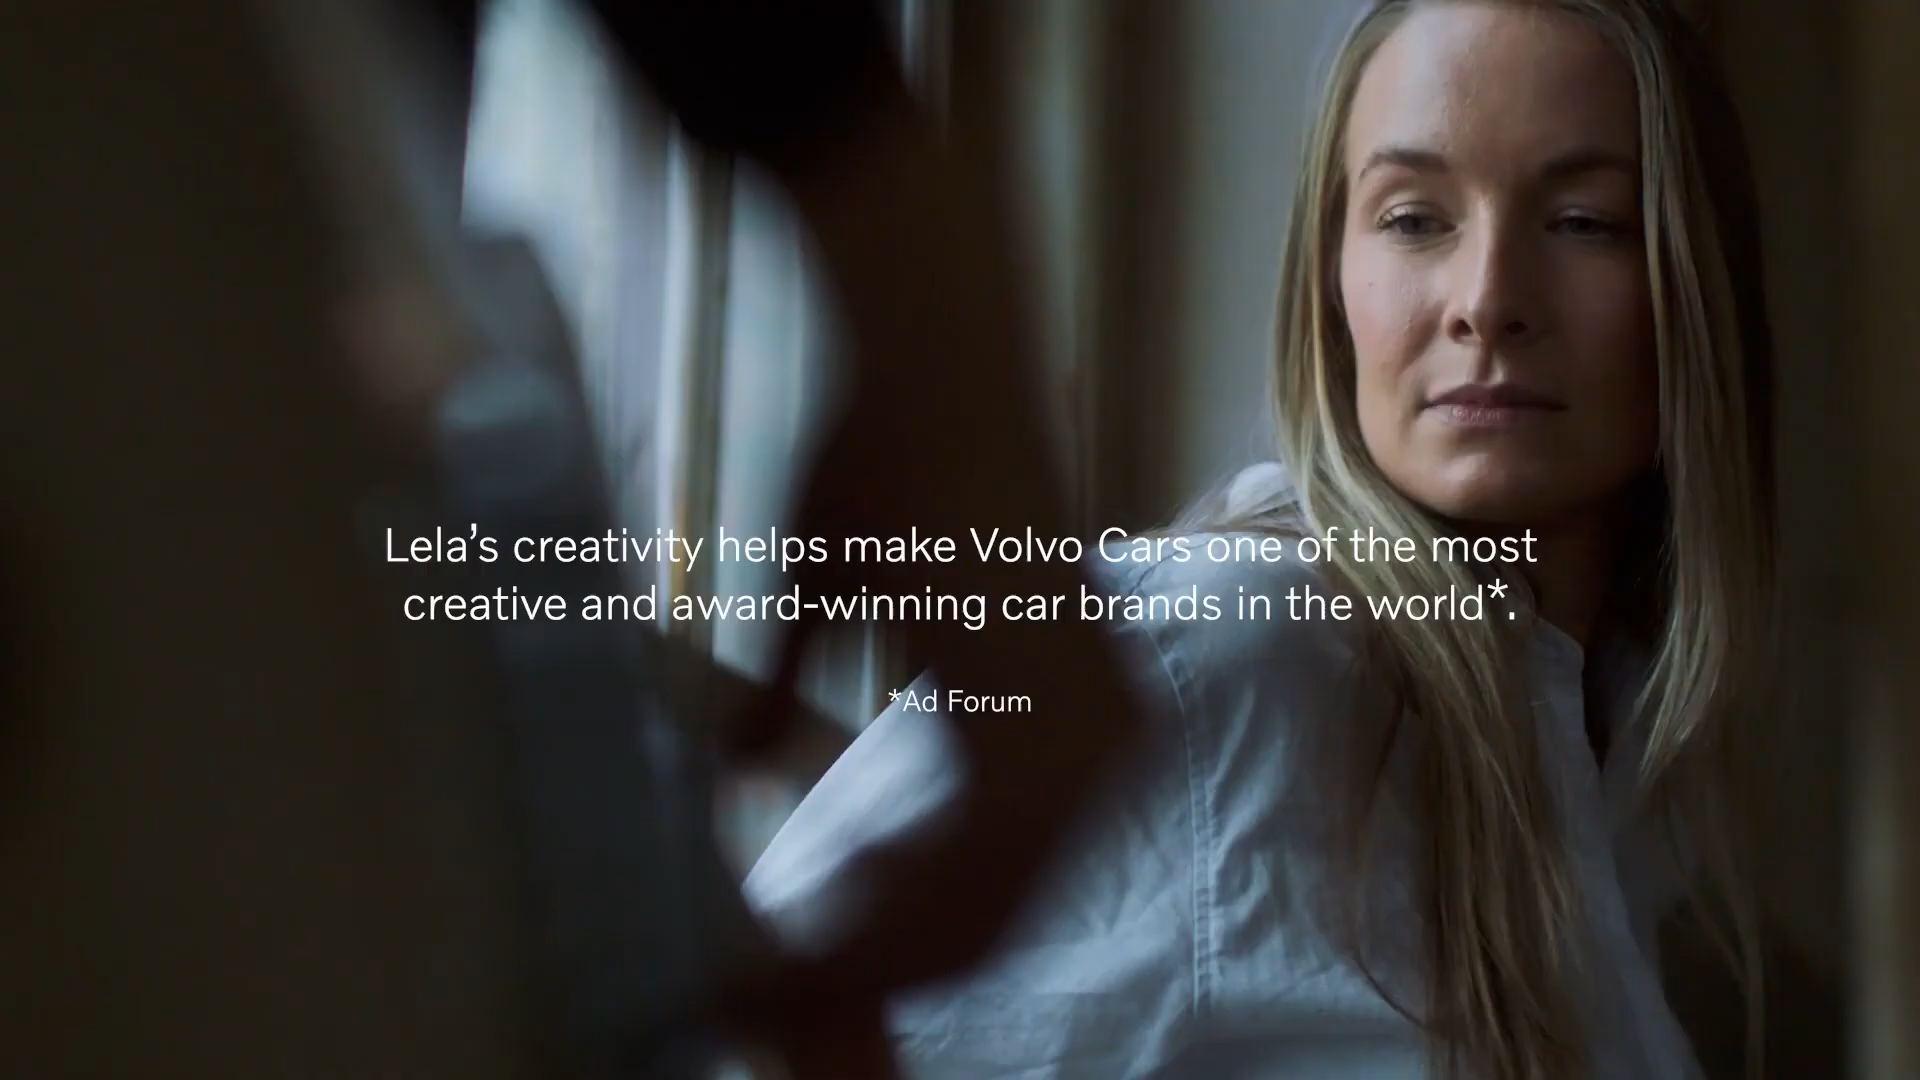 Lela’s creativity helps make Volvo Cars one of the most
creative and award-winning car brands in the world*.
*Ad Forum